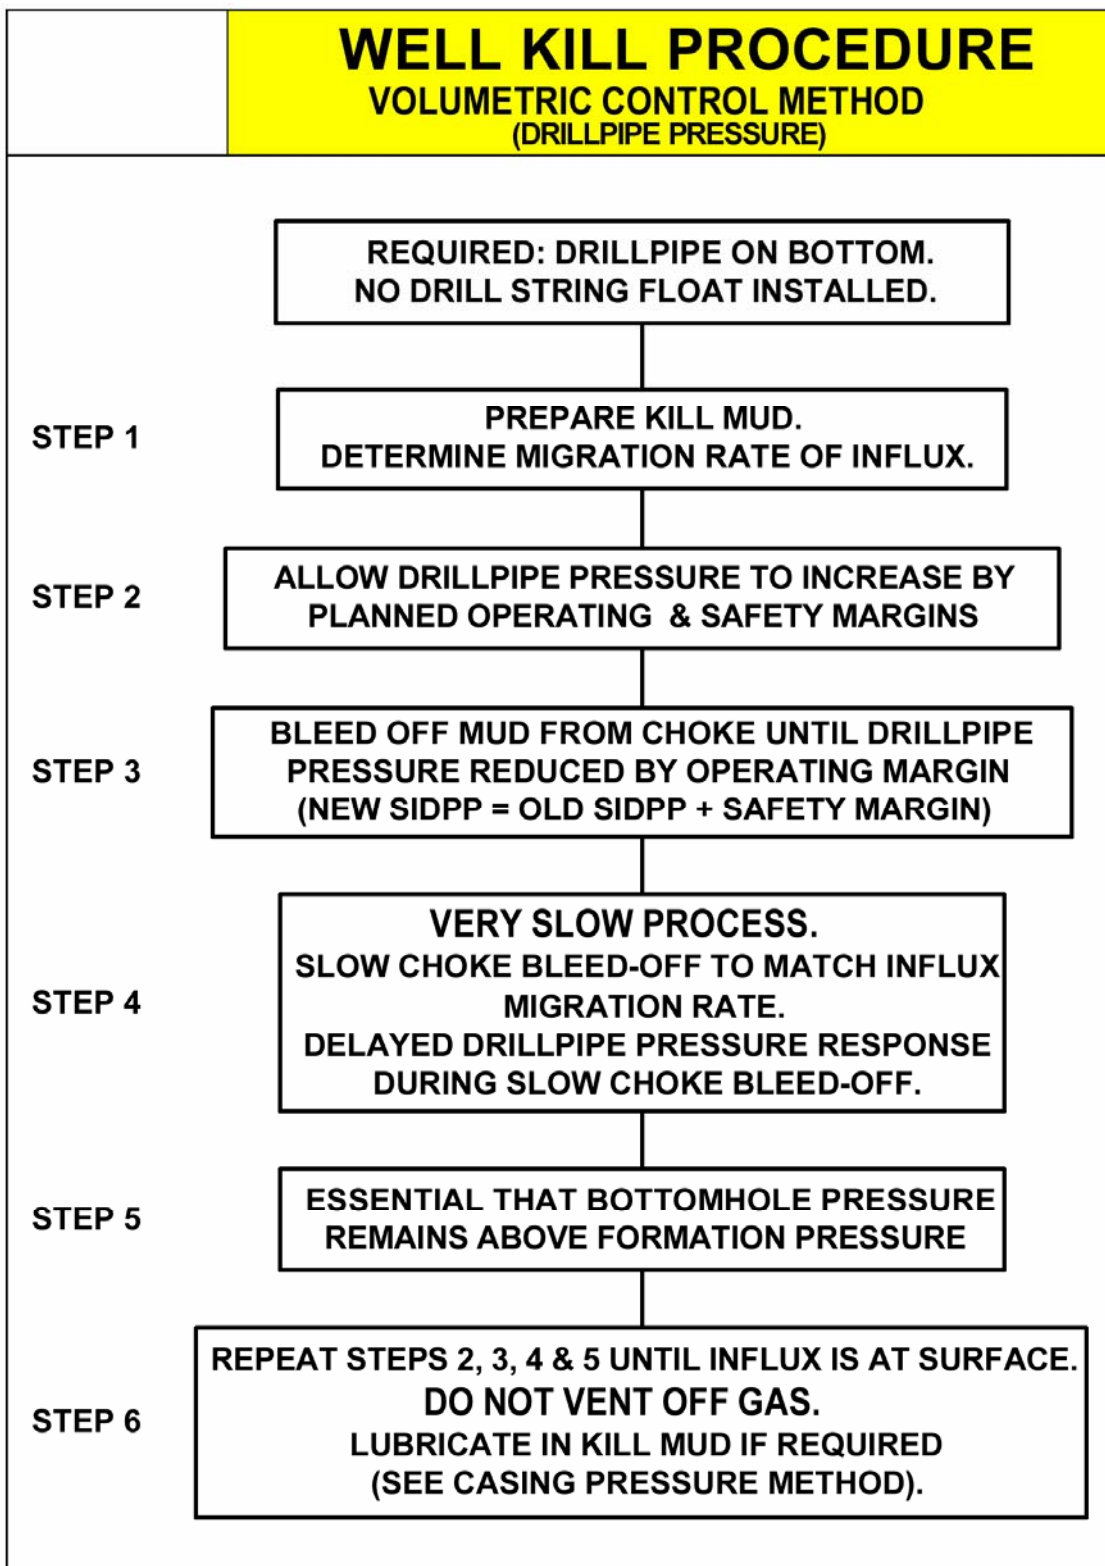 WELL KILL PROCEDURE
VOLUMETRIC CONTROL METHOD
(DRILLPIPE PRESSURE)
REQUIRED: DRILLPIPE ON BOTTOM.
NO DRILL STRING FLOAT INSTALLED.
STEP 1
PREPARE KILL MUD.
DETERMINE MIGRATION RATE OF INFLUX.
STEP 2
ALLOW DRILLPIPE PRESSURE TO INCREASE BY
PLANNED OPERATING & SAFETY MARGINS
STEP 3
BLEED OFF MUD FROM CHOKE UNTIL DRILLPIPE
PRESSURE REDUCED BY OPERATING MARGIN
(NEW SIDPP = OLD SIDPP + SAFETY MARGIN)
STEP 4
VERY SLOW PROCESS.
SLOW CHOKE BLEED-OFF TO MATCH INFLUX
MIGRATION RATE.
DELAYED DRILLPIPE PRESSURE RESPONSE
DURING SLOW CHOKE BLEED-OFF.
STEP 5
ESSENTIAL THAT BOTTOMHOLE PRESSURE
REMAINS ABOVE FORMATION PRESSURE
STEP 6
REPEAT STEPS 2, 3, 4 & 5 UNTIL INFLUX IS AT SURFACE.
DO NOT VENT OFF GAS.
LUBRICATE IN KILL MUD IF REQUIRED
(SEE CASING PRESSURE METHOD).